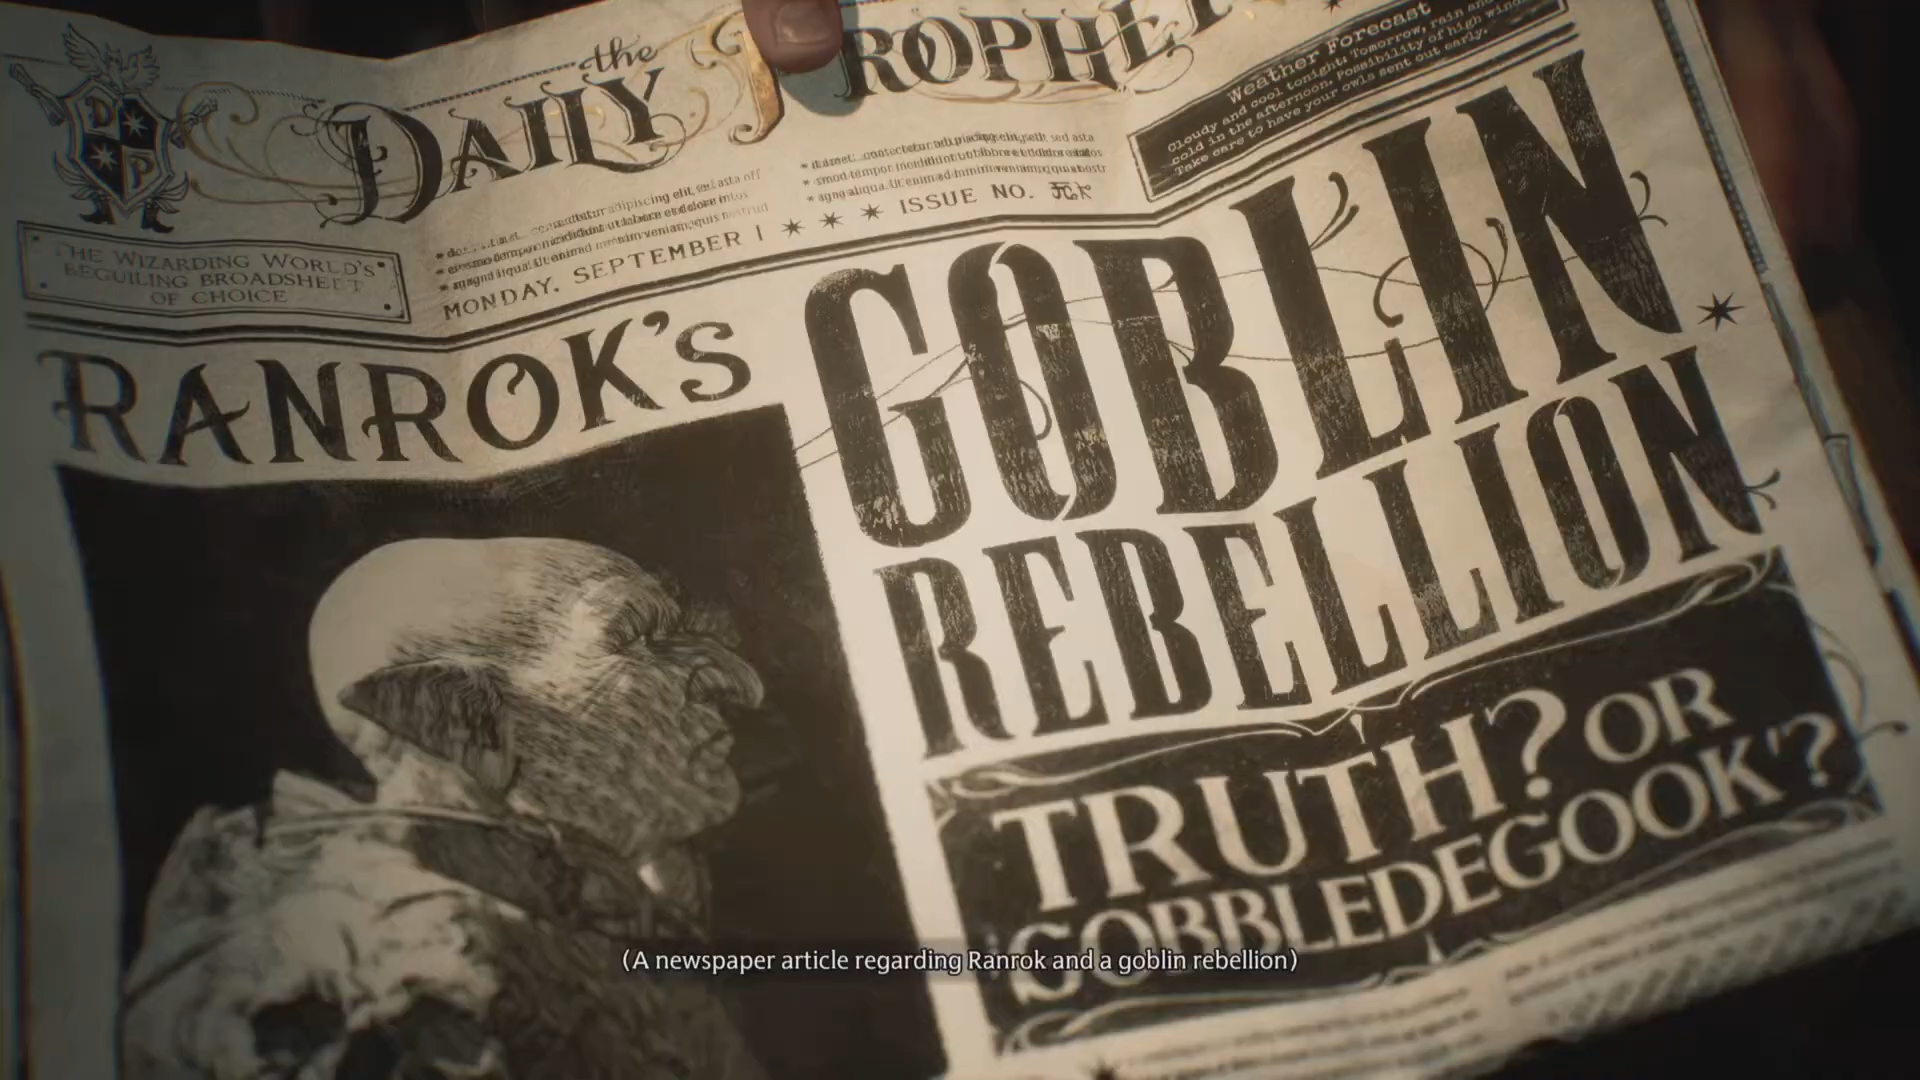 the
DAILY PROPHET
THE WIZARDING WORLD'S
BEGUILING BROADSHEET
OF CHOICE
MONDAY, SEPTEMBER 1
ISSUE NO.
Weather Forecast
Cloudy and cool tonight; Tomorrow, rain and
cold in the afternoon. Possibility of high winds.
Take care to have your owls sent out early.
RANROK'S
GOBLIN
REBELLION
TRUTH? OR
GOBBLEDEGOOK'?
(A newspaper article regarding Ranrok and a goblin rebellion)